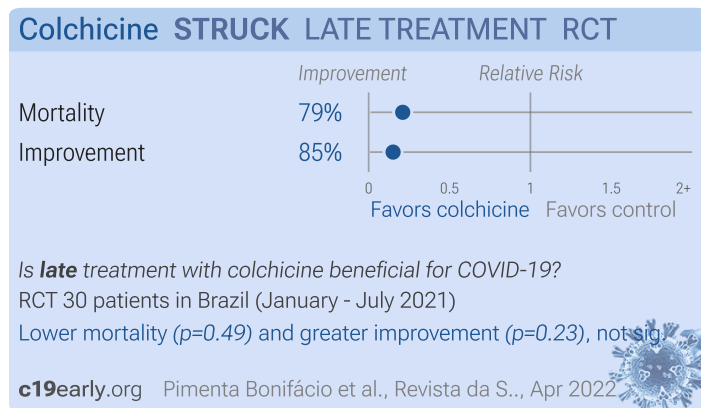 Colchicine STRUCK LATE TREATMENT RCT
Improvement Relative Risk
Mortality 79%
Improvement 85%
0 0.5 1 1.5 2+
Favors colchicine Favors control
Is late treatment with colchicine beneficial for COVID-19?
RCT 30 patients in Brazil (January - July 2021)
Lower mortality (p=0.49) and greater improvement (p=0.23), not sig.
c19early.org Pimenta Bonifácio et al., Revista da S.., Apr 2022